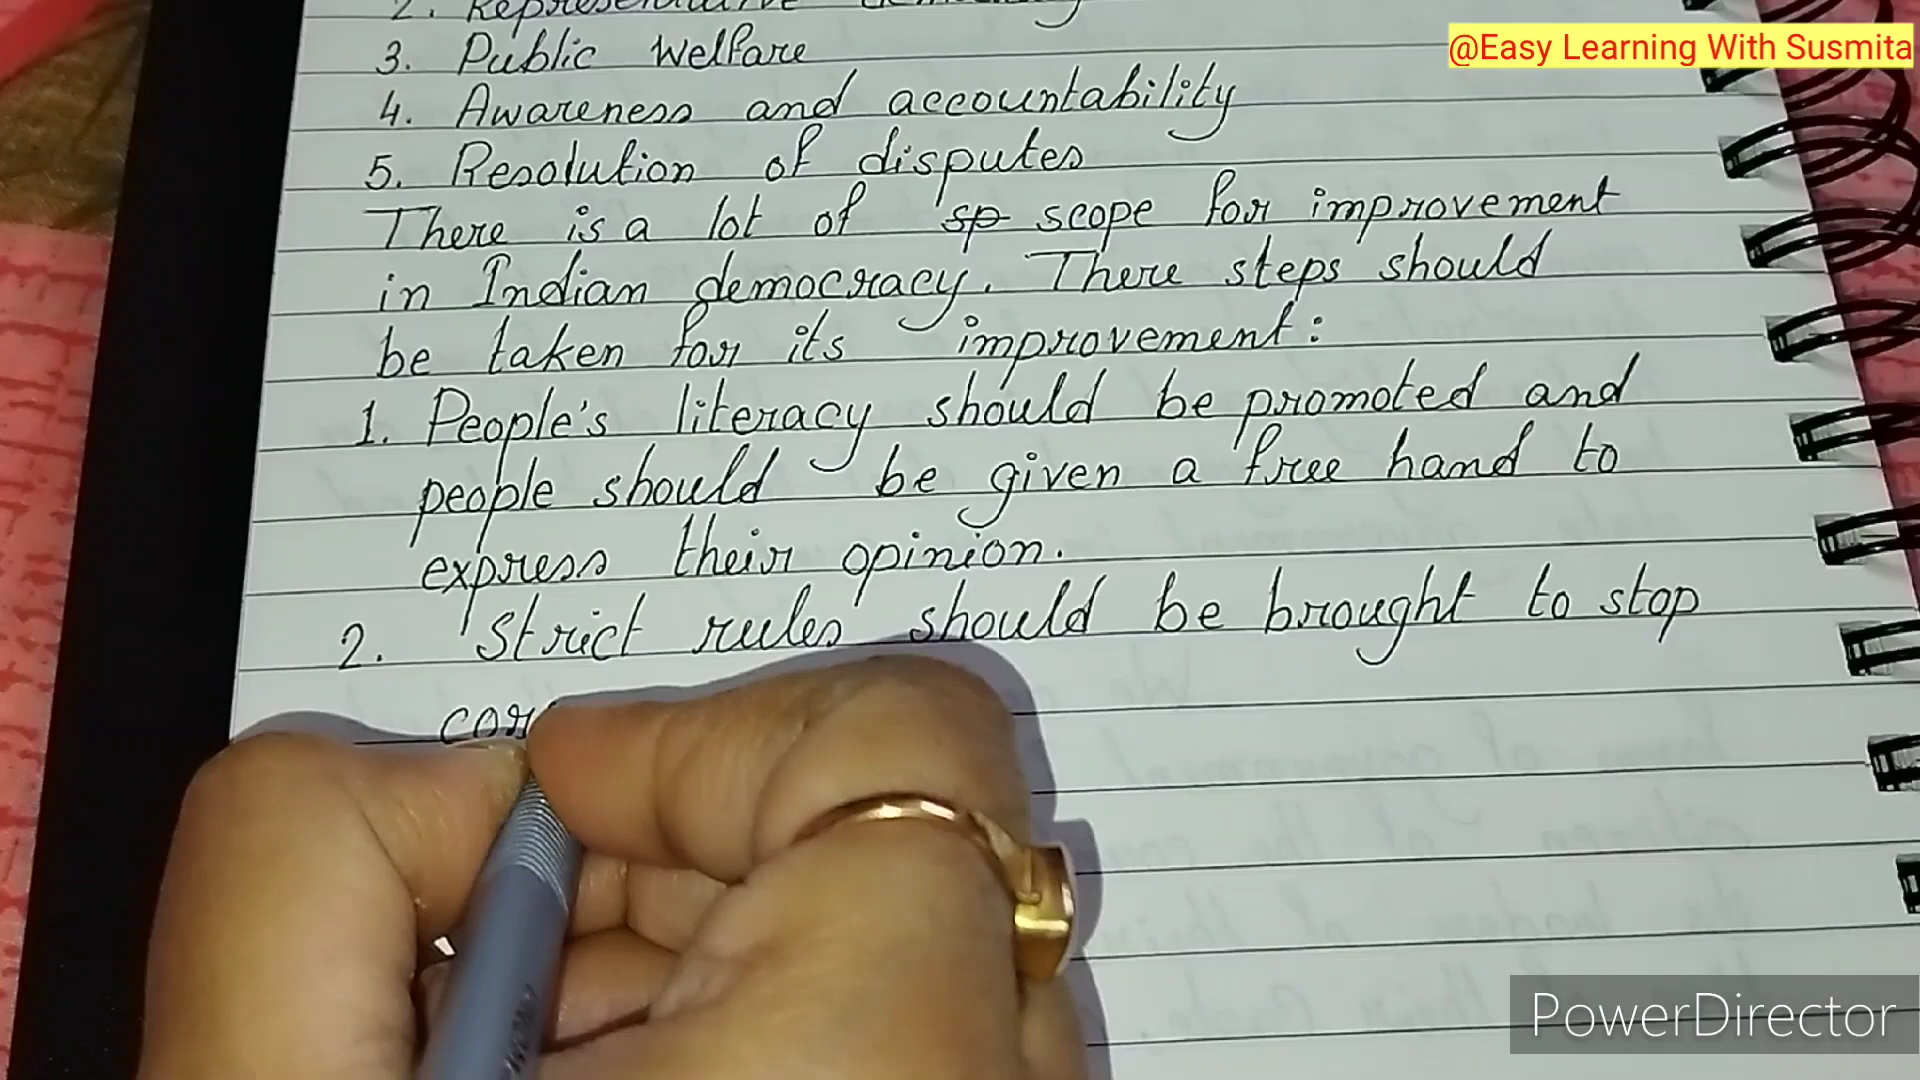 2. Representative democracy
3. Public Welfare
@Easy Learning With Susmita
4. Awareness and accountability
5. Resolution of disputes
There is a lot of sp scope for improvement
in Indian democracy. There steps should
be taken for its improvement:
1. People's literacy should be promoted and
people should be given a free hand to
express their opinion.
2. Strict rules should be brought to stop
PowerDirector